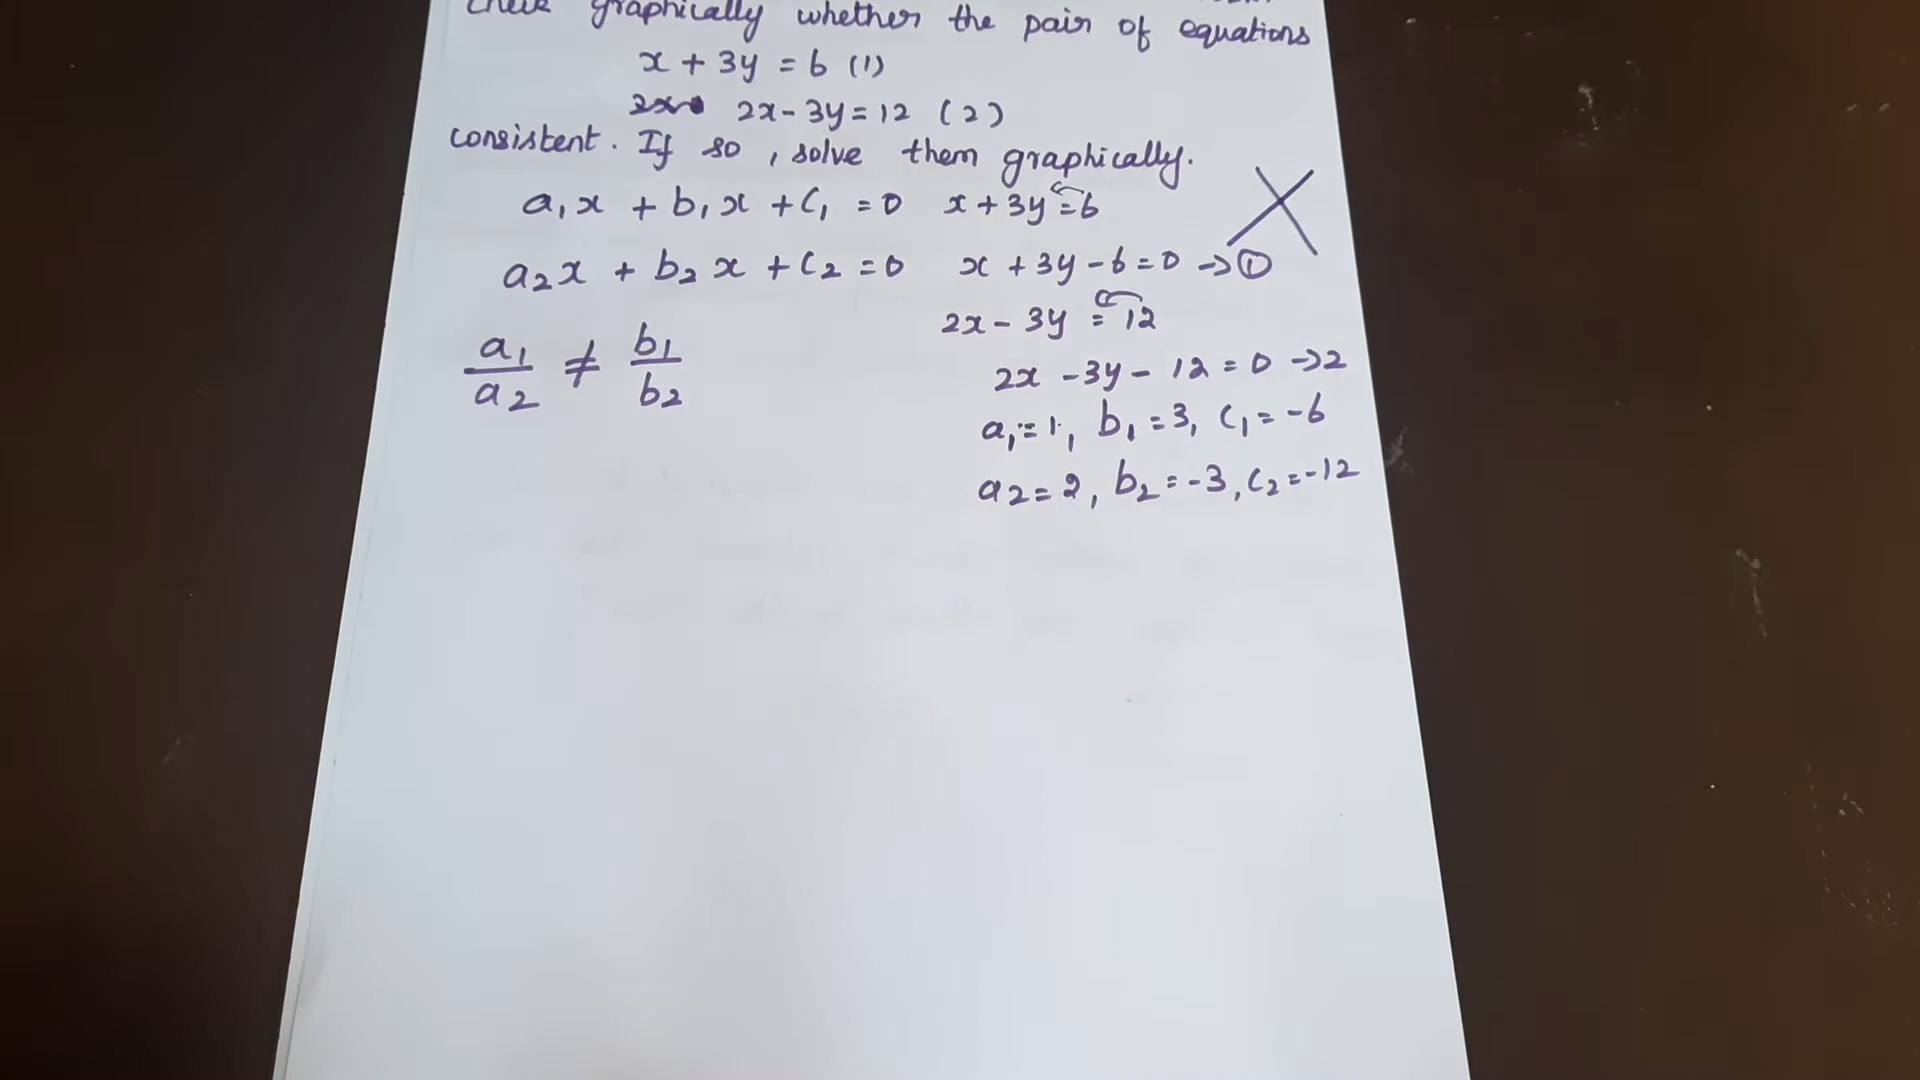 graphically whether the pair of equations
x + 3y = 6 (1)
2x - 3y = 12 (2)
consistent. If so, solve them graphically.
a₁x + b₁x + c₁ = 0
a₂x + b₂x + c₂ = 0
a₁/a₂ ≠ b₁/b₂
x + 3y = 6
x + 3y - 6 = 0 → ①
2x - 3y = 12
2x - 3y - 12 = 0 → 2
a₁ = 1, b₁ = 3, c₁ = -6
a₂ = 2, b₂ = -3, c₂ = -12